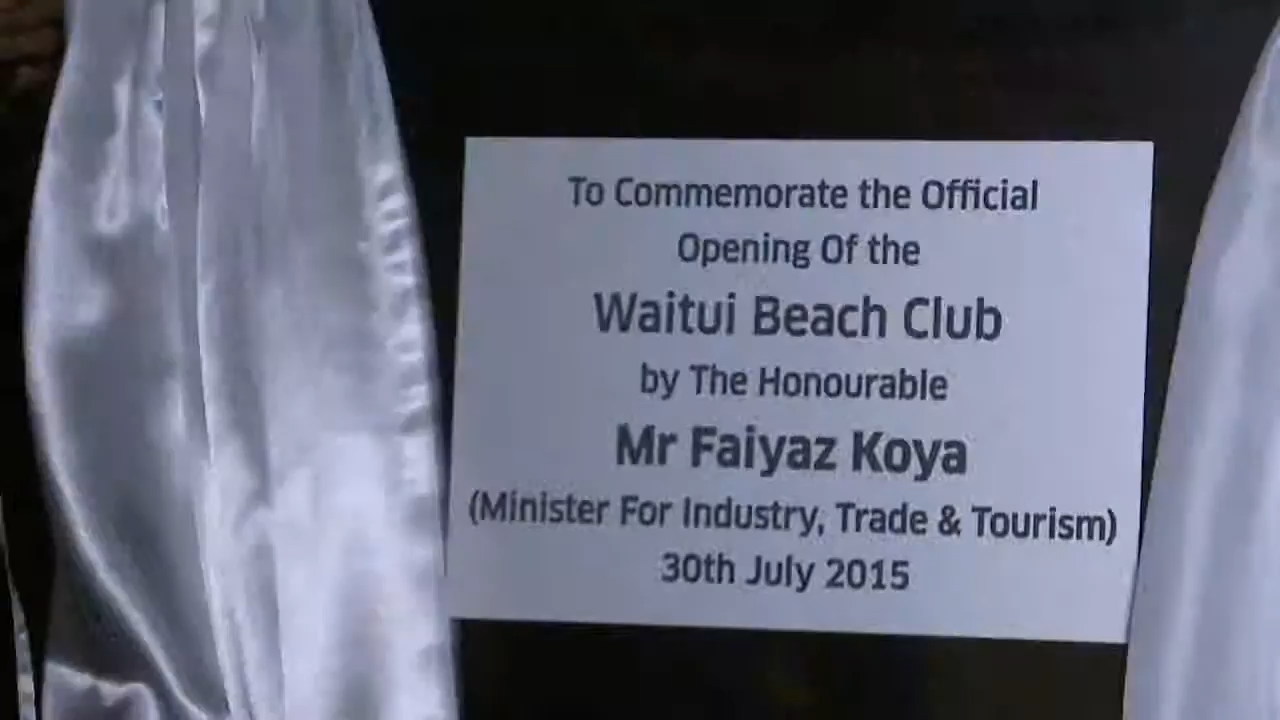 To Commemorate the Official
Opening Of the
Waitui Beach Club
by The Honourable
Mr Faiyaz Koya
(Minister For Industry, Trade & Tourism)
30th July 2015